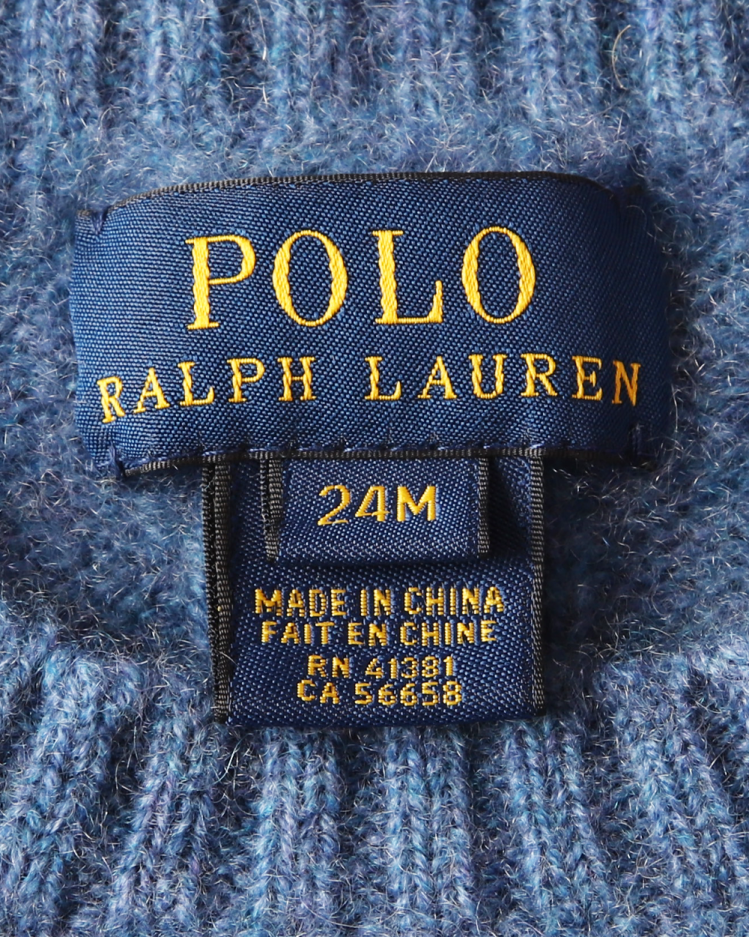 POLO
RALPH LAUREN
24M
MADE IN CHINA
FAIT EN CHINE
RN 41381
CA 56658